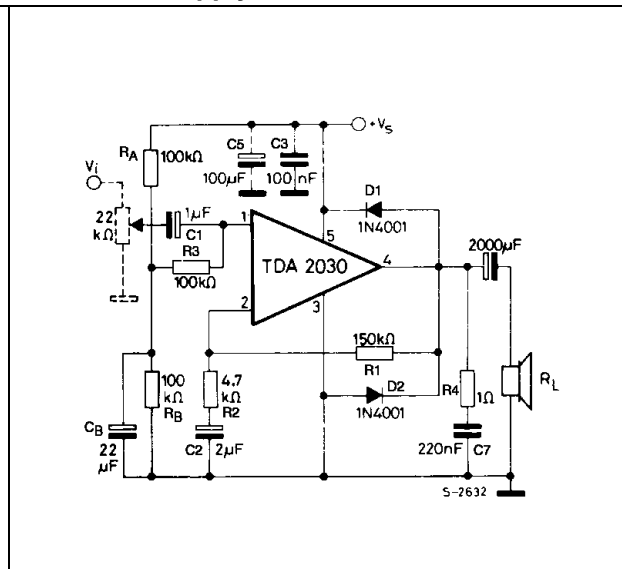 +Vs
RA
100kΩ
C5
100μF
C3
100nF
Vi
22
kΩ
1μF
C1
R3
100kΩ
1
2
3
4
5
TDA 2030
D1
1N4001
2000μF
150kΩ
R1
D2
1N4001
R4
1Ω
RL
100
kΩ
RB
4.7
kΩ
R2
CB
22
μF
C2
2μF
220nF
C7
S-2632